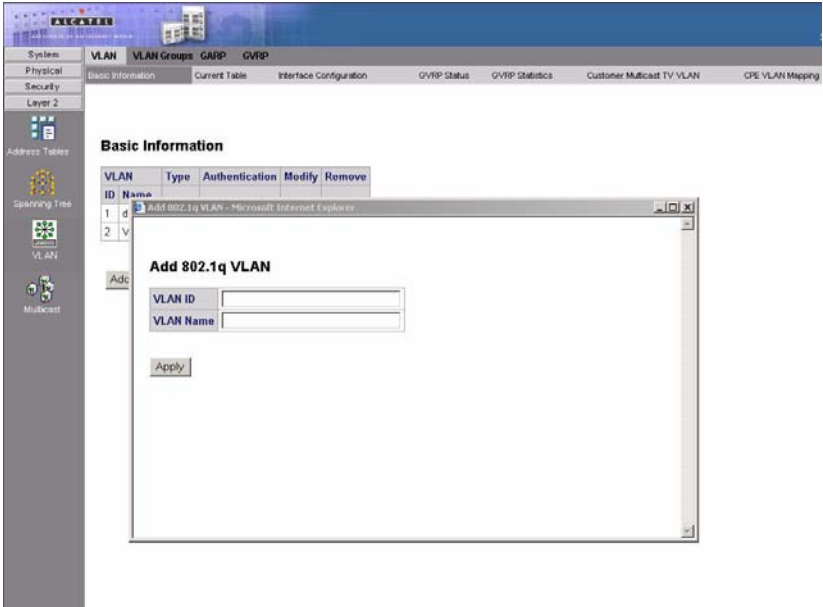 ALCATEL
System
Physical
Security
Layer 2
Address Tables
Spanning Tree
VLAN
Multicast
VLAN VLAN Groups GARP GVRP
Basic Information Current Table Interface Configuration GVRP Status GVRP Statistics Customer Multicast TV VLAN CPE VLAN Mapping
Basic Information
VLAN Type Authentication Modify Remove
ID Name
1 d
2 V
Add
Add 802.1q VLAN - Microsoft Internet Explorer
Add 802.1q VLAN
VLAN ID
VLAN Name
Apply